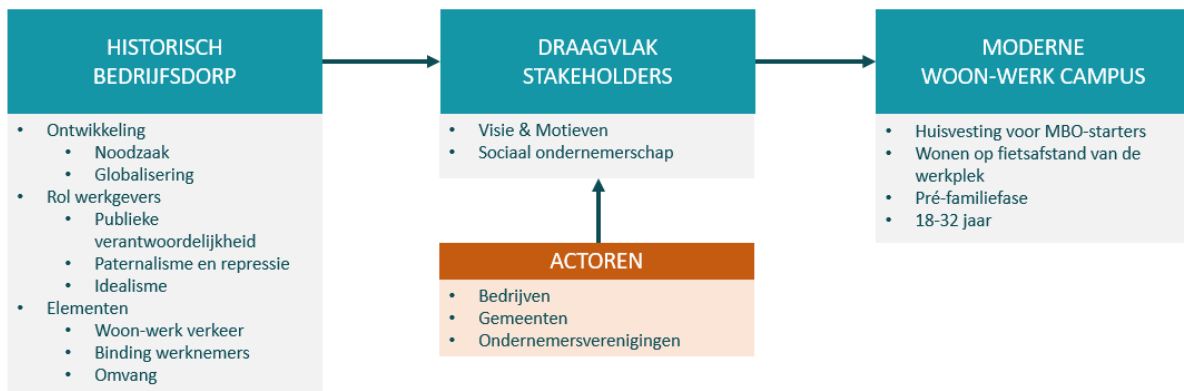 HISTORISCH
BEDRIJFSDORP
• Ontwikkeling
• Noodzaak
• Globalisering
• Rol werkgevers
• Publieke
verantwoordelijkheid
• Paternalisme en repressie
• Idealisme
• Elementen
• Woon-werk verkeer
• Binding werknemers
• Omvang
DRAAGVLAK
STAKEHOLDERS
• Visie & Motieven
• Sociaal ondernemerschap
ACTOREN
• Bedrijven
• Gemeenten
• Ondernemersverenigingen
MODERNE
WOON-WERK CAMPUS
• Huisvesting voor MBO-starters
• Wonen op fietsafstand van de
werkplek
• Pré-familiefase
• 18-32 jaar